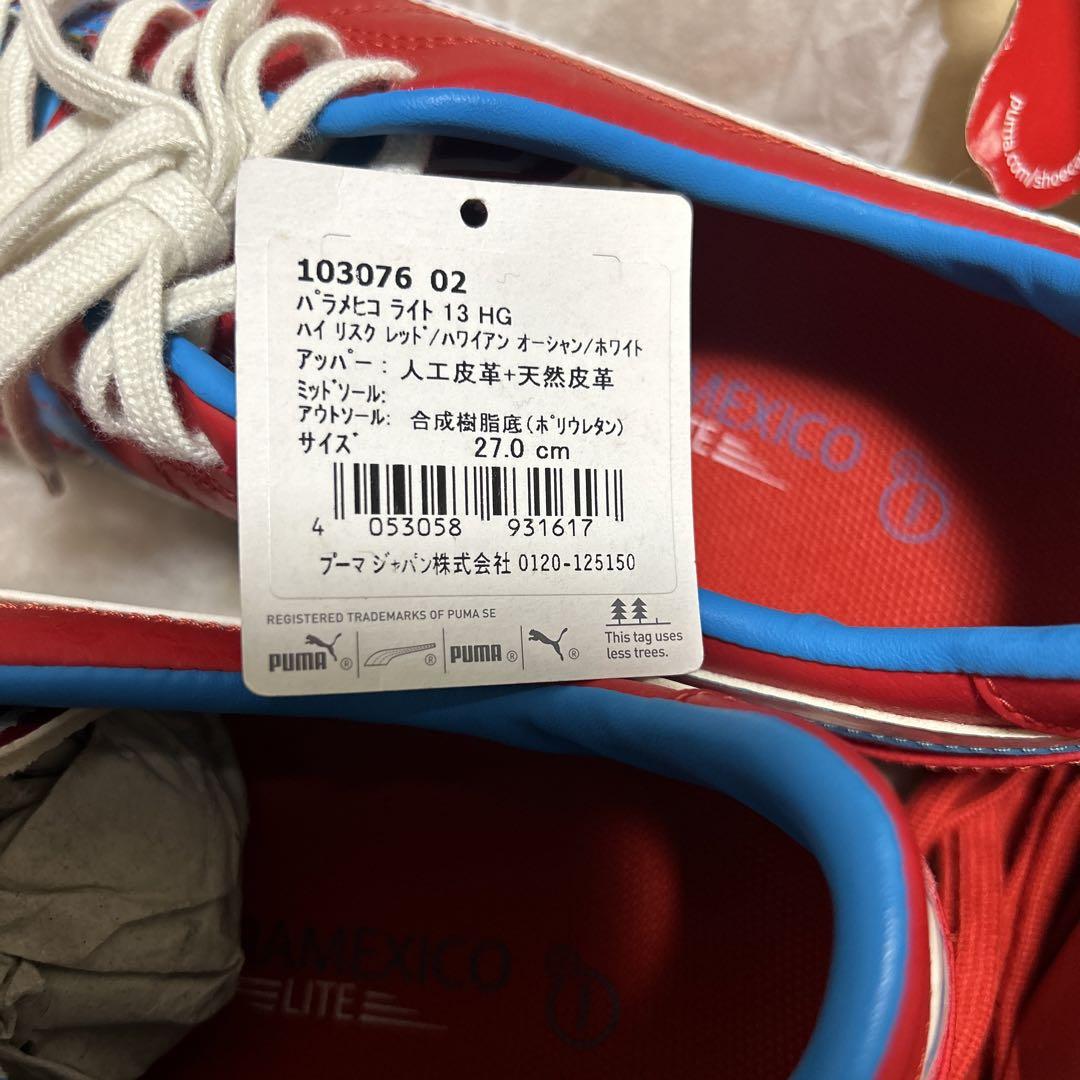 puma.com/shoeca
103076 02
ﾊﾟﾗﾒﾋｺ ﾗｲﾄ 13 HG
ﾊｲ ﾘｽｸ ﾚｯﾄﾞ/ﾊﾜｲｱﾝ ｵｰｼｬﾝ/ﾎﾜｲﾄ
アッパー: 人工皮革+天然皮革
ﾐｯﾄﾞｿｰﾙ:
ｱｳﾄｿｰﾙ: 合成樹脂底(ﾎﾟﾘｳﾚﾀﾝ)
ｻｲｽﾞ 27.0 cm
4 053058 931617
ﾌﾟｰﾏ ｼﾞｬﾊﾟﾝ株式会社 0120-125150
REGISTERED TRADEMARKS OF PUMA SE
PUMA® ® PUMA® ®
This tag uses
less trees.
MEXICO
ITE
AMEXICO
LITE